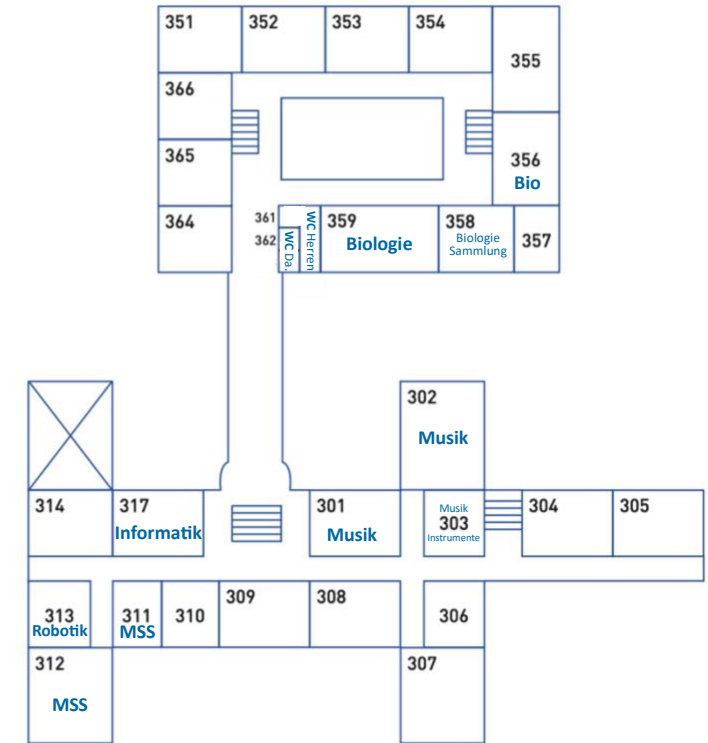 351
352
353
354
355
366
365
356
Bio
364
361
362
WC Da.
WC Herren
359
Biologie
358
Biologie
Sammlung
357
302
Musik
314
317
Informatik
301
Musik
Musik
303
Instrumente
304
305
313
Robotik
311
MSS
310
309
308
306
312
MSS
307